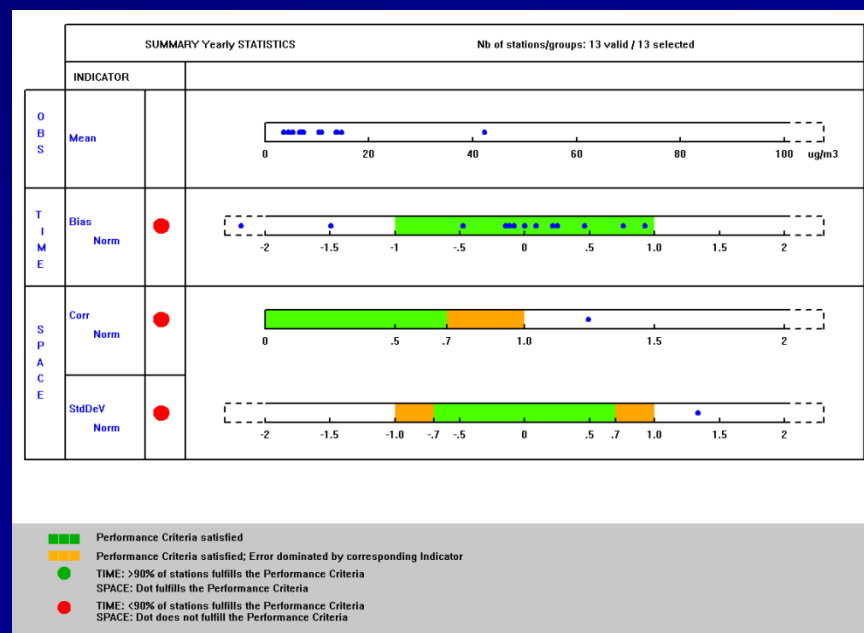 SUMMARY Yearly STATISTICS Nb of stations/groups: 13 valid / 13 selected
INDICATOR
O
B
S
Mean
0 20 40 60 80 100 ug/m3
T
I
M
E
Bias
Norm
-2 -1.5 -1 -.5 0 .5 1.0 1.5 2
S
P
A
C
E
Corr
Norm
0 .5 .7 1.0 1.5 2
StdDeV
Norm
-2 -1.5 -1.0 -.7 -.5 0 .5 .7 1.0 1.5 2
Performance Criteria satisfied
Performance Criteria satisfied; Error dominated by corresponding Indicator
TIME: >90% of stations fulfills the Performance Criteria
SPACE: Dot fulfills the Performance Criteria
TIME: <90% of stations fulfills the Performance Criteria
SPACE: Dot does not fulfill the Performance Criteria